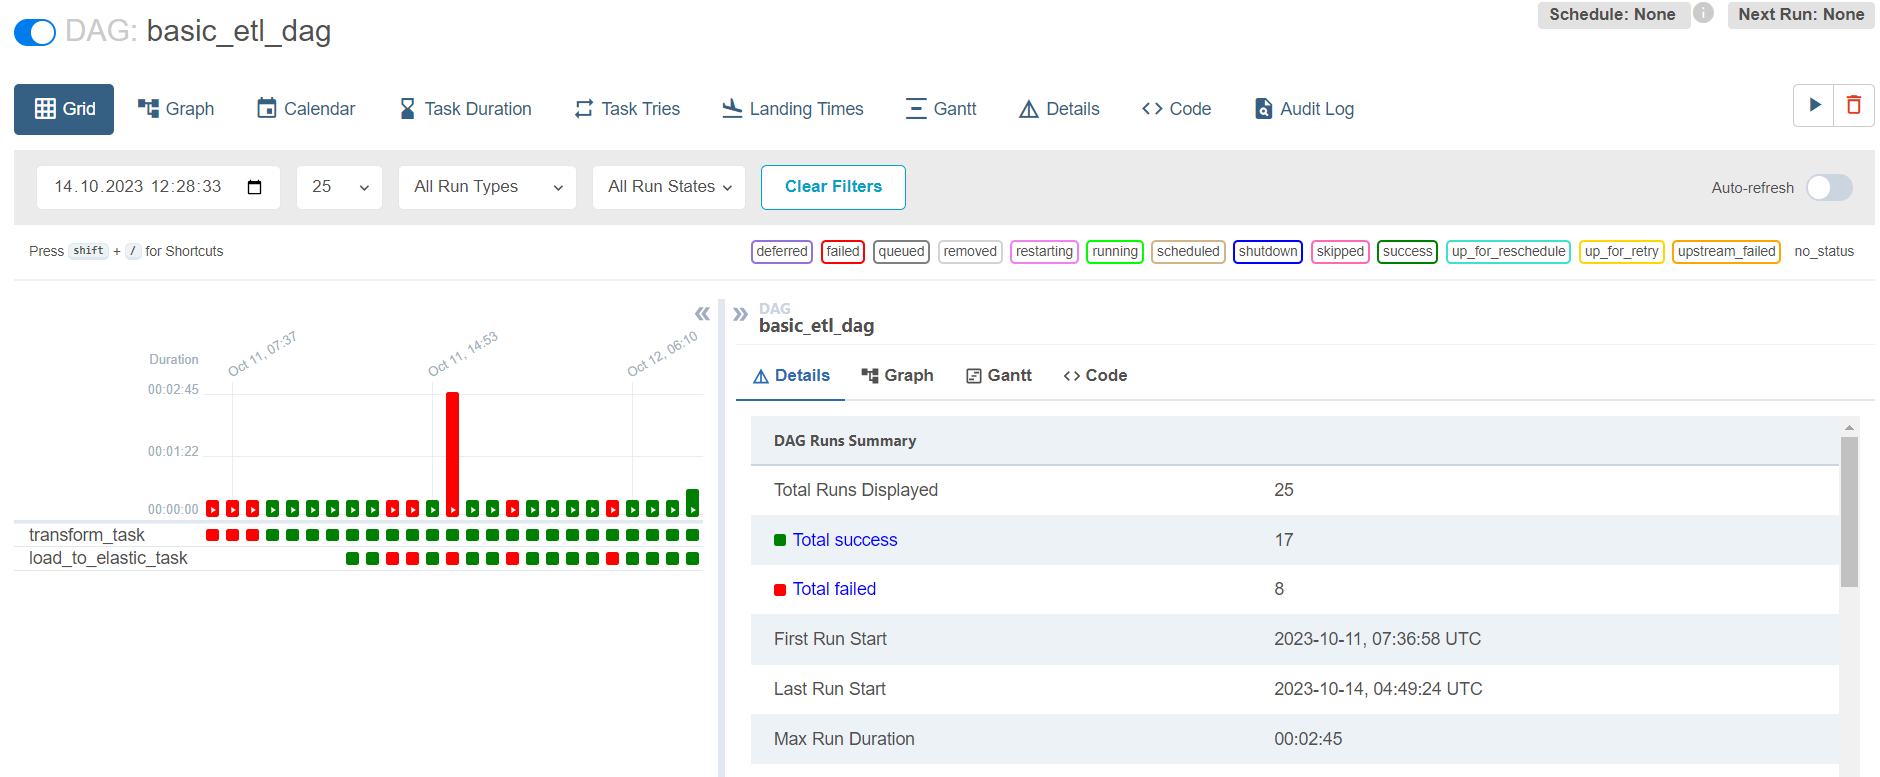 DAG: basic_etl_dag
Schedule: None
Next Run: None
Grid
Graph
Calendar
Task Duration
Task Tries
Landing Times
Gantt
Details
Code
Audit Log
14.10.2023 12:28:33
25
All Run Types
All Run States
Clear Filters
Auto-refresh
Press shift + / for Shortcuts
deferred
failed
queued
removed
restarting
running
scheduled
shutdown
skipped
success
up_for_reschedule
up_for_retry
upstream_failed
no_status
Duration
Oct 11, 07:37
Oct 11, 14:53
Oct 12, 06:10
00:02:45
00:01:22
00:00:00
transform_task
load_to_elastic_task
DAG
basic_etl_dag
Details
Graph
Gantt
Code
DAG Runs Summary
Total Runs Displayed 25
Total success 17
Total failed 8
First Run Start 2023-10-11, 07:36:58 UTC
Last Run Start 2023-10-14, 04:49:24 UTC
Max Run Duration 00:02:45